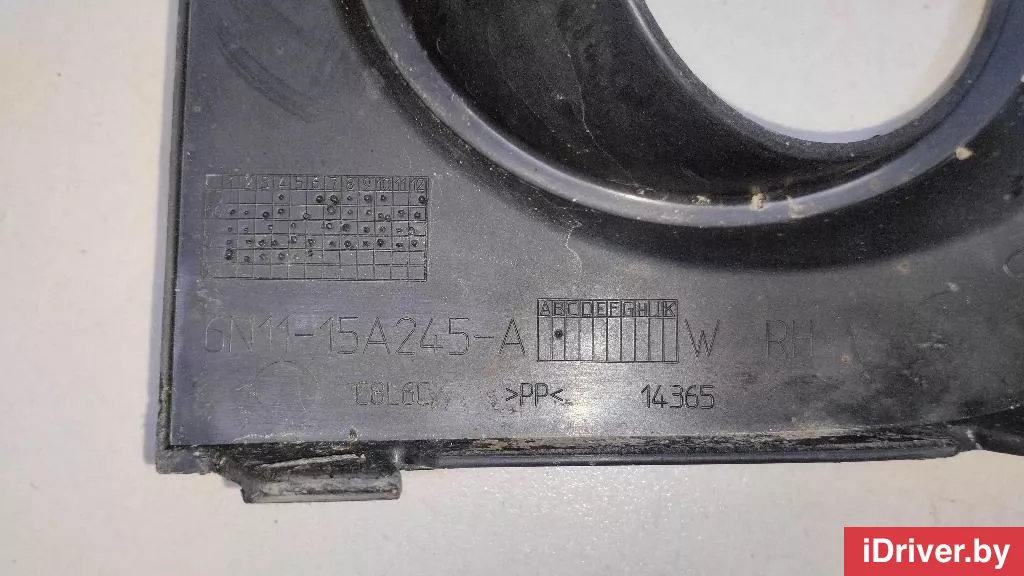 1 2 3 4 5 6 7 8 9 10 11 12
ABCDEFGHJK
6N11-15A245-A W RH
>PP< 14365
iDriver.by